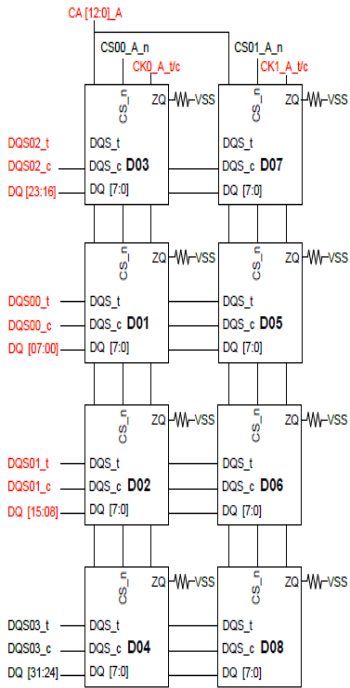 CA [12:0]_A
CS00_A_n CS01_A_n
CK0_A_t/c CK1_A_t/c
CS_n ZQ VSS CS_n ZQ VSS
DQS02_t DQS_t DQS_t
DQS02_c DQS_c D03 DQS_c D07
DQ [23:16] DQ [7:0] DQ [7:0]
CS_n ZQ VSS CS_n ZQ VSS
DQS00_t DQS_t DQS_t
DQS00_c DQS_c D01 DQS_c D05
DQ [07:00] DQ [7:0] DQ [7:0]
CS_n ZQ VSS CS_n ZQ VSS
DQS01_t DQS_t DQS_t
DQS01_c DQS_c D02 DQS_c D06
DQ [15:08] DQ [7:0] DQ [7:0]
CS_n ZQ VSS CS_n ZQ VSS
DQS03_t DQS_t DQS_t
DQS03_c DQS_c D04 DQS_c D08
DQ [31:24] DQ [7:0] DQ [7:0]